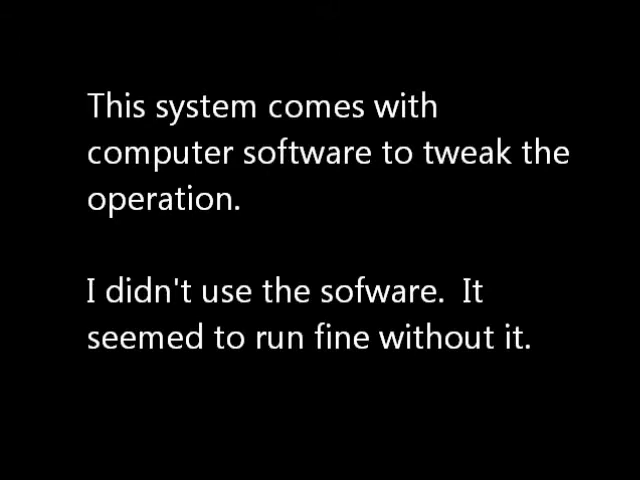 This system comes with
computer software to tweak the
operation.
I didn't use the sofware.  It
seemed to run fine without it.